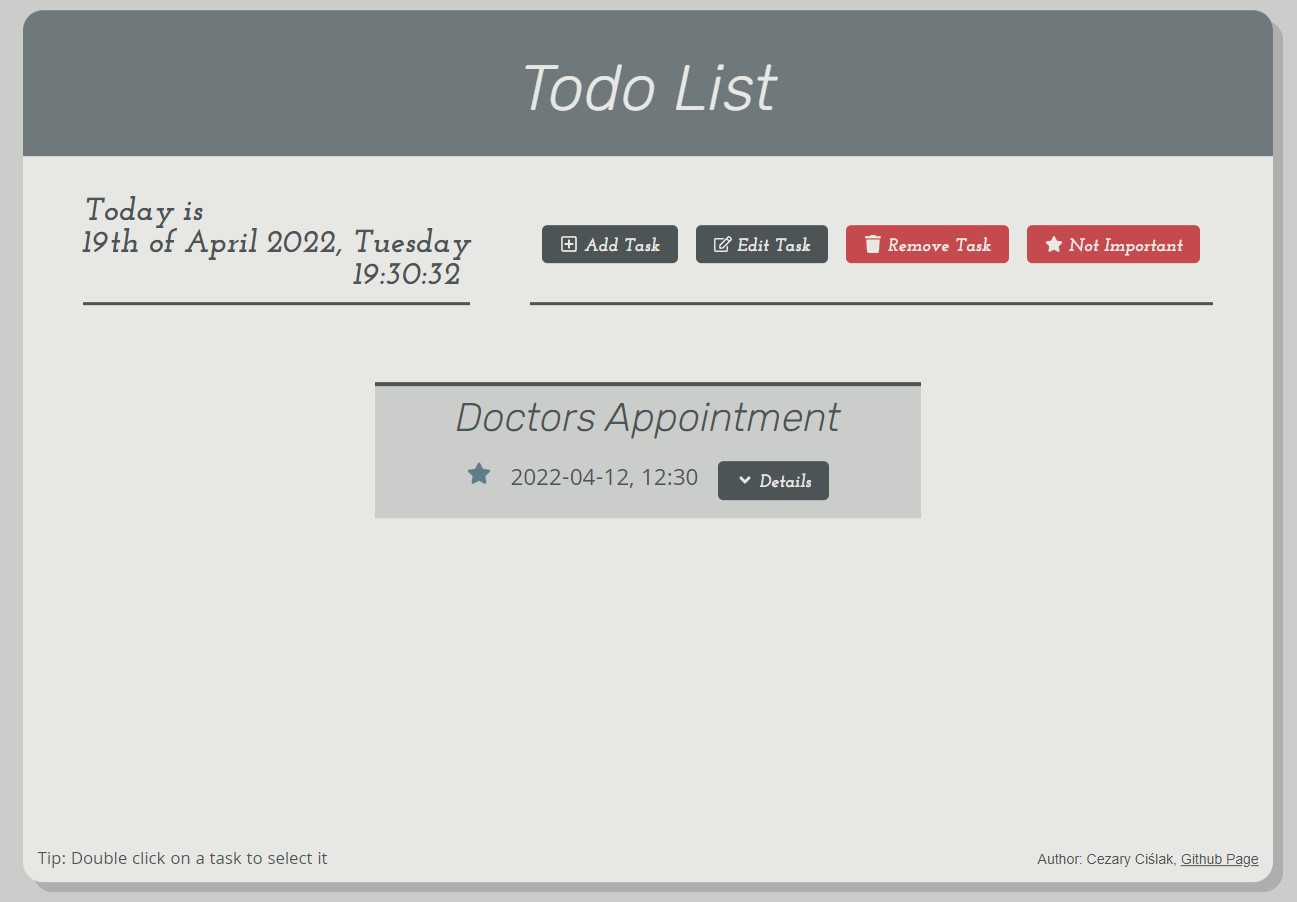 Todo List
Today is
19th of April 2022, Tuesday
19:30:32
Add Task
Edit Task
Remove Task
Not Important
Doctors Appointment
2022-04-12, 12:30
Details
Tip: Double click on a task to select it
Author: Cezary Ciślak, Github Page